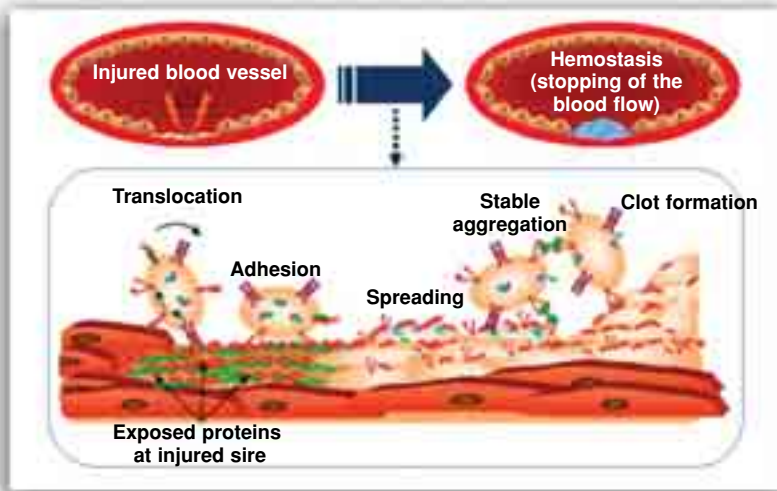 Injured blood vessel
Hemostasis
(stopping of the
blood flow)
Translocation
Adhesion
Spreading
Stable
aggregation
Clot formation
Exposed proteins
at injured sire